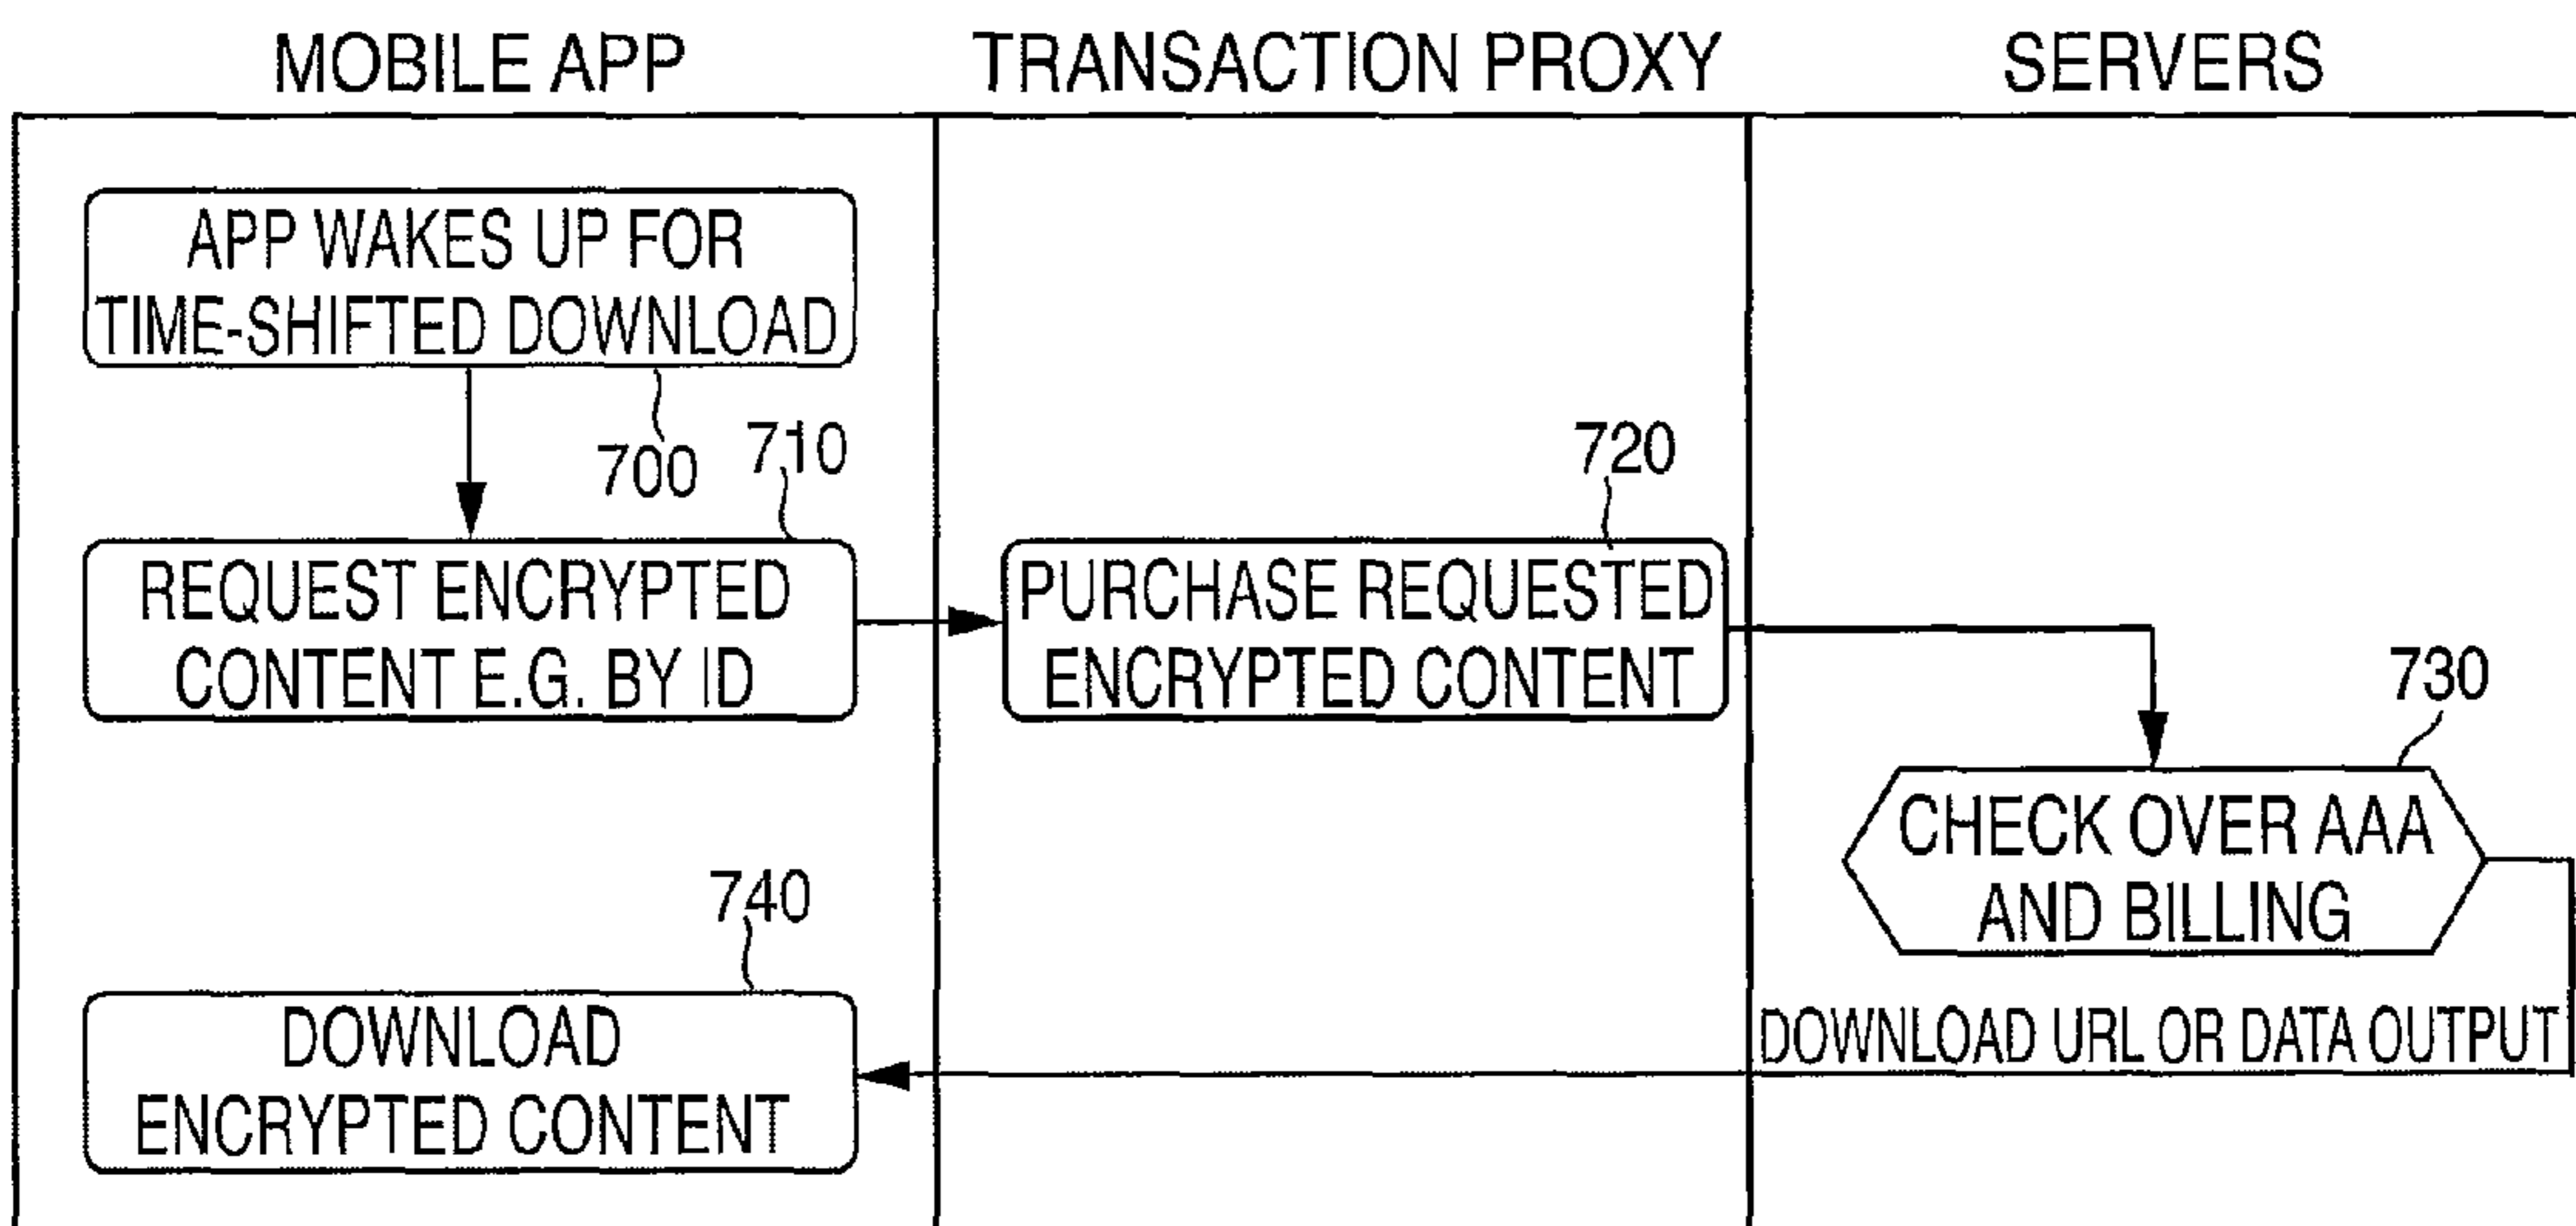 MOBILE APP
TRANSACTION PROXY
SERVERS
APP WAKES UP FOR
TIME-SHIFTED DOWNLOAD
700
710
REQUEST ENCRYPTED
CONTENT E.G. BY ID
720
PURCHASE REQUESTED
ENCRYPTED CONTENT
730
CHECK OVER AAA
AND BILLING
DOWNLOAD URL OR DATA OUTPUT
740
DOWNLOAD
ENCRYPTED CONTENT